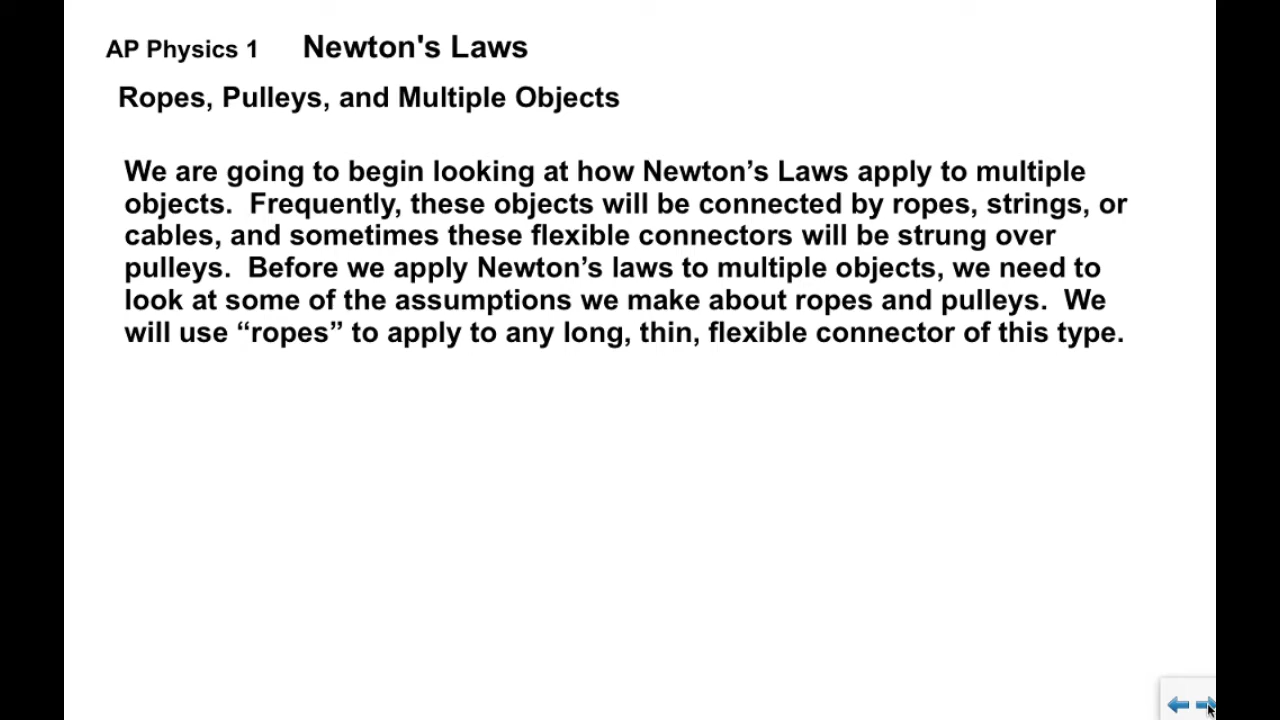 AP Physics 1 Newton's Laws
Ropes, Pulleys, and Multiple Objects
We are going to begin looking at how Newton’s Laws apply to multiple
objects.  Frequently, these objects will be connected by ropes, strings, or
cables, and sometimes these flexible connectors will be strung over
pulleys.  Before we apply Newton’s laws to multiple objects, we need to
look at some of the assumptions we make about ropes and pulleys.  We
will use “ropes” to apply to any long, thin, flexible connector of this type.